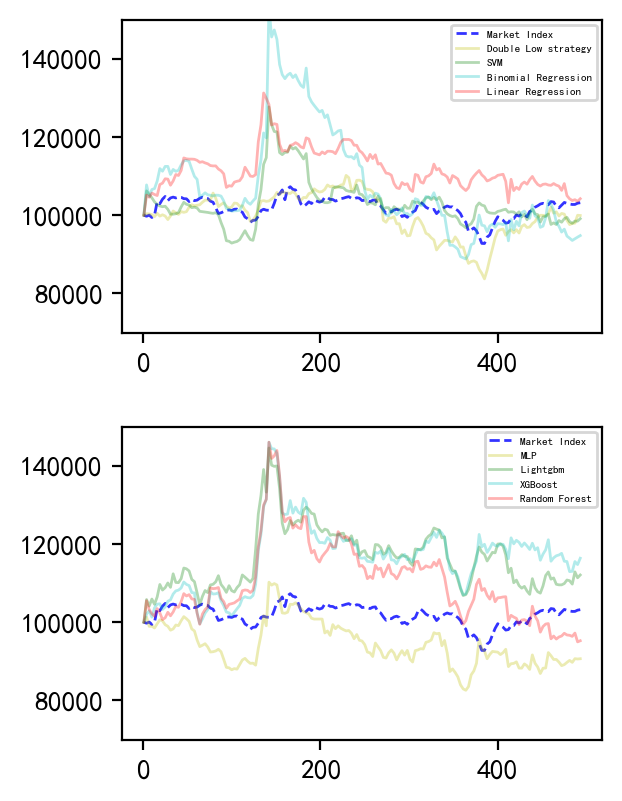 140000
120000
100000
80000
0 200 400
Market Index
Double Low strategy
SVM
Binomial Regression
Linear Regression
140000
120000
100000
80000
0 200 400
Market Index
MLP
Lightgbm
XGBoost
Random Forest